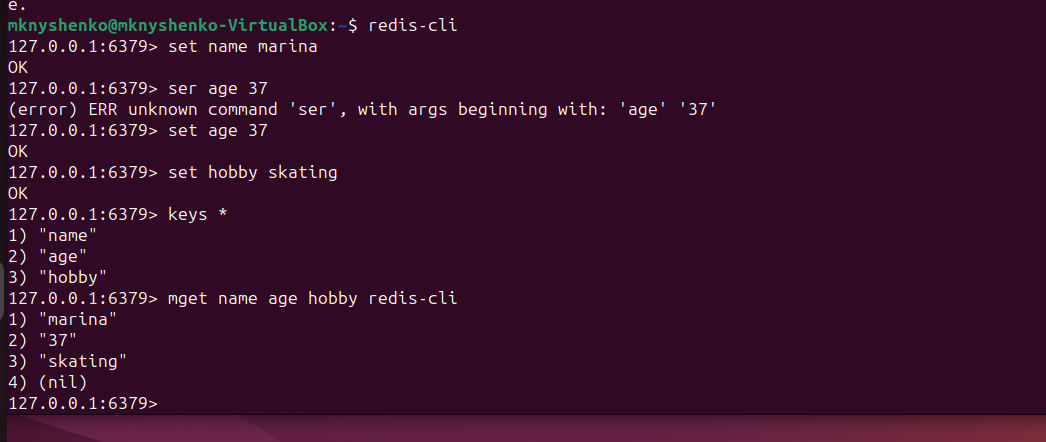 e.
mknyshenko@mknyshenko-VirtualBox:~$ redis-cli
127.0.0.1:6379> set name marina
OK
127.0.0.1:6379> ser age 37
(error) ERR unknown command 'ser', with args beginning with: 'age' '37'
127.0.0.1:6379> set age 37
OK
127.0.0.1:6379> set hobby skating
OK
127.0.0.1:6379> keys *
1) "name"
2) "age"
3) "hobby"
127.0.0.1:6379> mget name age hobby redis-cli
1) "marina"
2) "37"
3) "skating"
4) (nil)
127.0.0.1:6379>